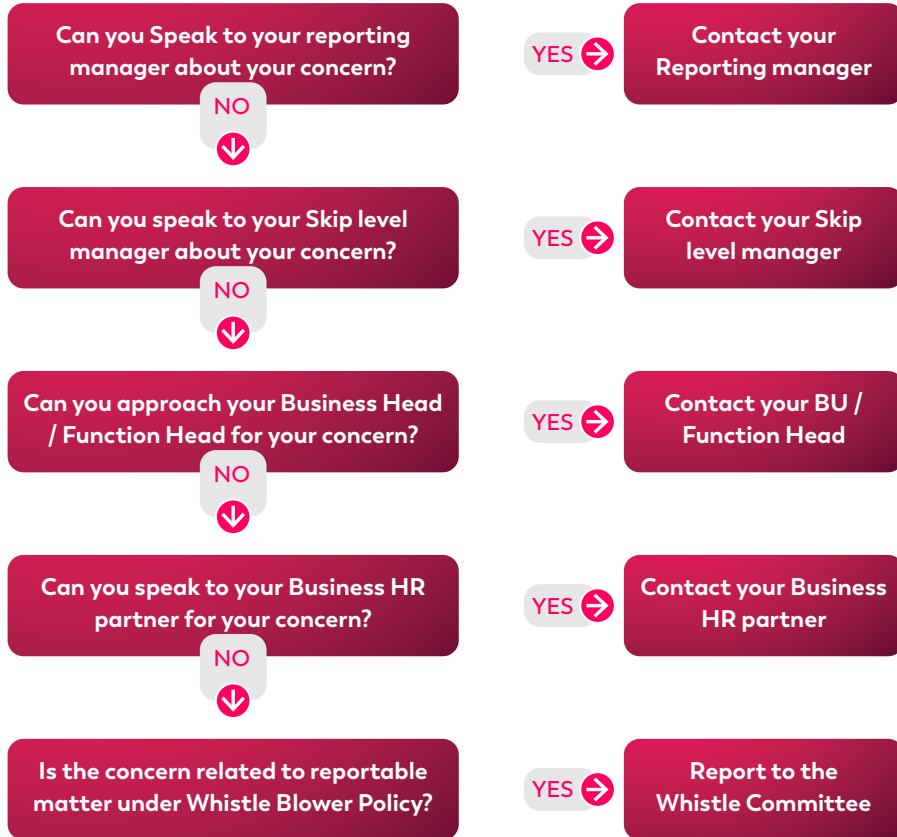 Can you Speak to your reporting
manager about your concern?
YES
Contact your
Reporting manager
NO
Can you speak to your Skip level
manager about your concern?
YES
Contact your Skip
level manager
NO
Can you approach your Business Head
/ Function Head for your concern?
YES
Contact your BU /
Function Head
NO
Can you speak to your Business HR
partner for your concern?
YES
Contact your Business
HR partner
NO
Is the concern related to reportable
matter under Whistle Blower Policy?
YES
Report to the
Whistle Committee